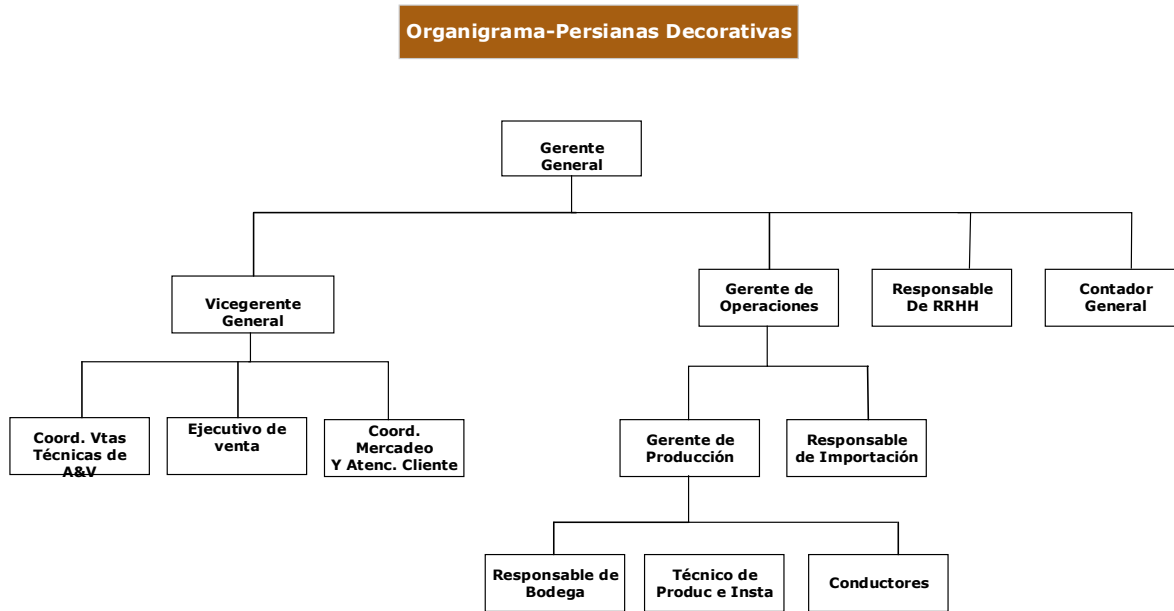 Organigrama-Persianas Decorativas
Gerente
General
Vicegerente
General
Gerente de
Operaciones
Responsable
De RRHH
Contador
General
Coord. Vtas
Técnicas de
A&V
Ejecutivo de
venta
Coord.
Mercadeo
Y Atenc. Cliente
Gerente de
Producción
Responsable
de Importación
Responsable de
Bodega
Técnico de
Produc e Insta
Conductores